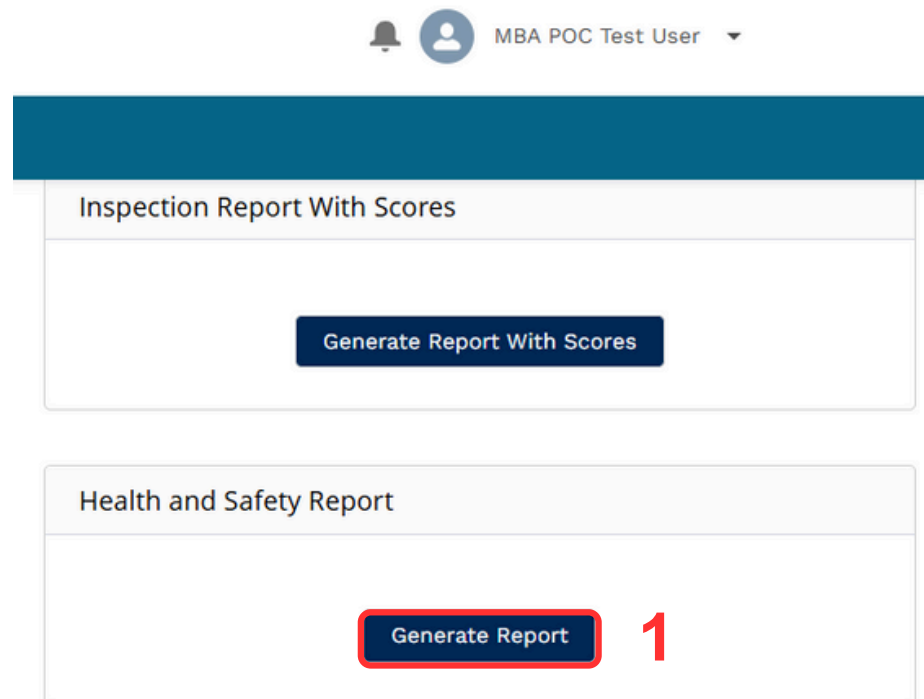 MBA POC Test User
Inspection Report With Scores
Generate Report With Scores
Health and Safety Report
Generate Report
1